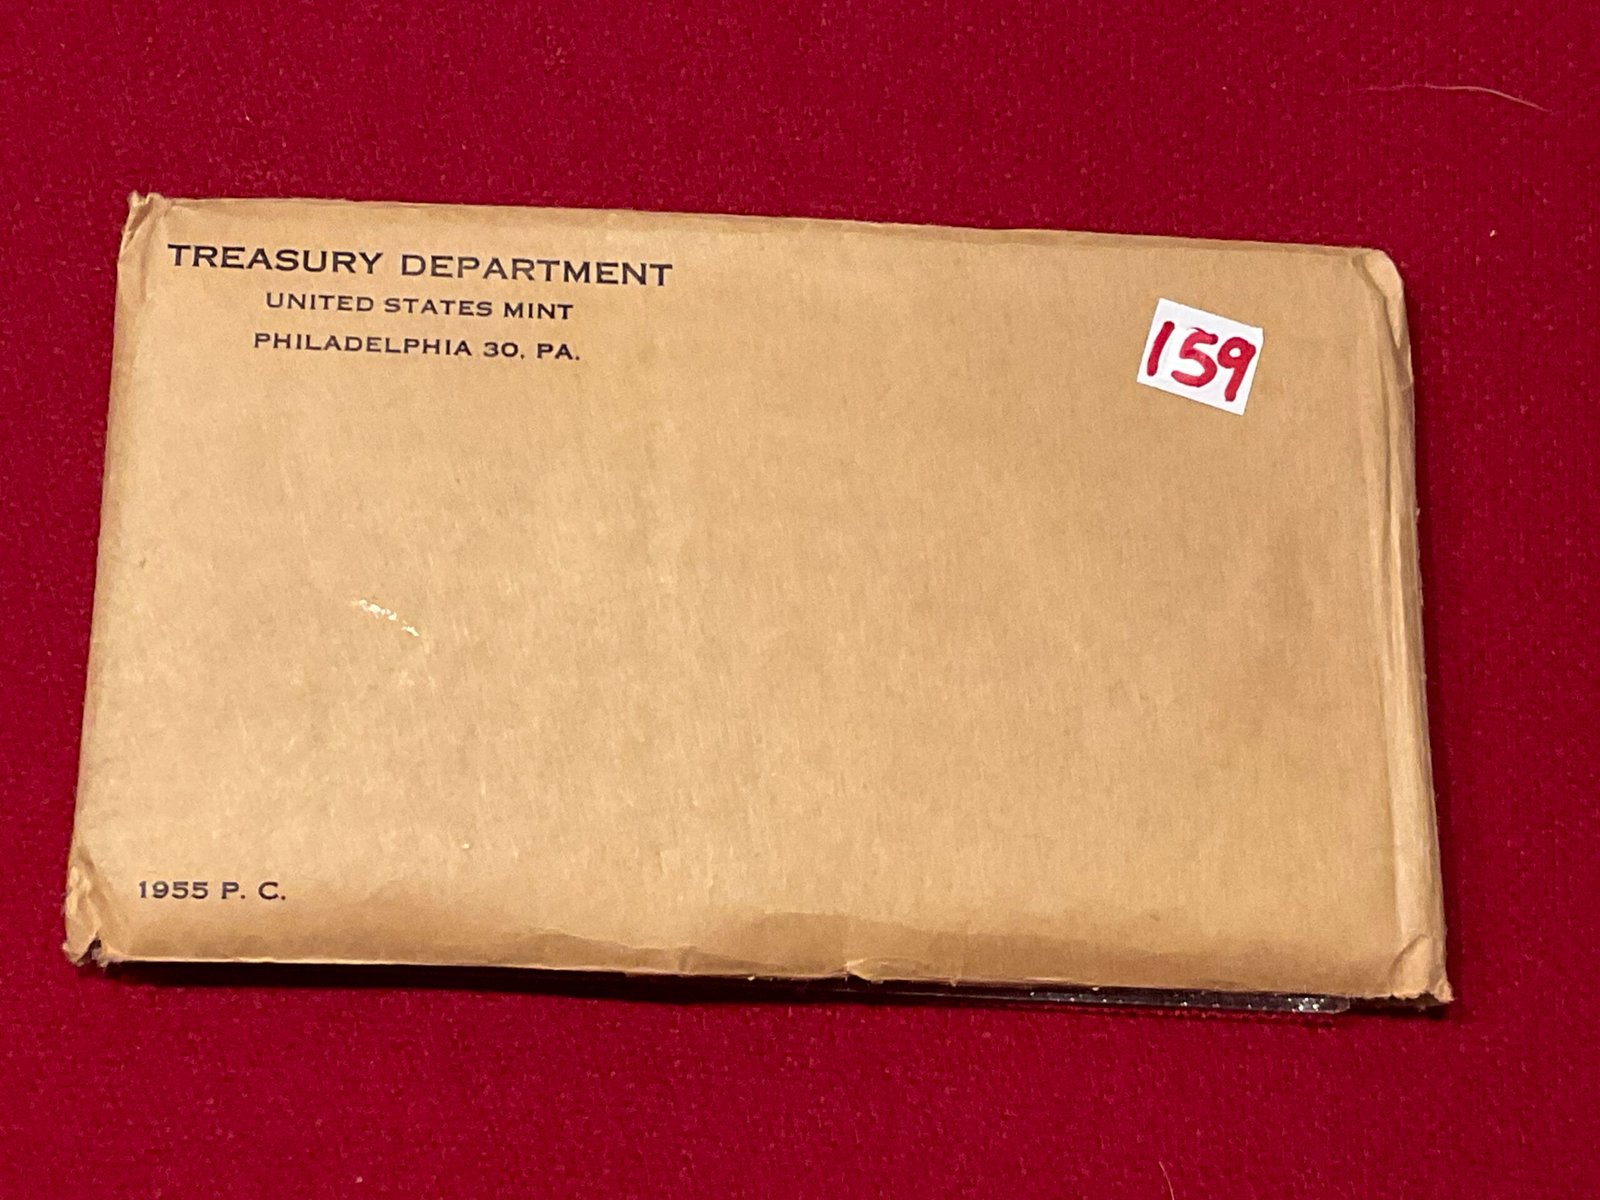 TREASURY DEPARTMENT
UNITED STATES MINT
PHILADELPHIA 30, PA.
159
1955 P. C.